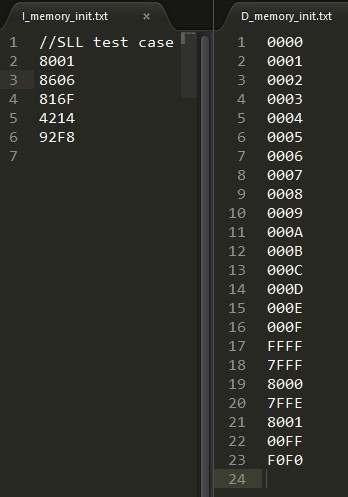 I_memory_init.txt ×
1 //SLL test case
2 8001
3 8606
4 816F
5 4214
6 92F8
7
D_memory_init.txt
1 0000
2 0001
3 0002
4 0003
5 0004
6 0005
7 0006
8 0007
9 0008
10 0009
11 000A
12 000B
13 000C
14 000D
15 000E
16 000F
17 FFFF
18 7FFF
19 8000
20 7FFE
21 8001
22 00FF
23 F0F0
24